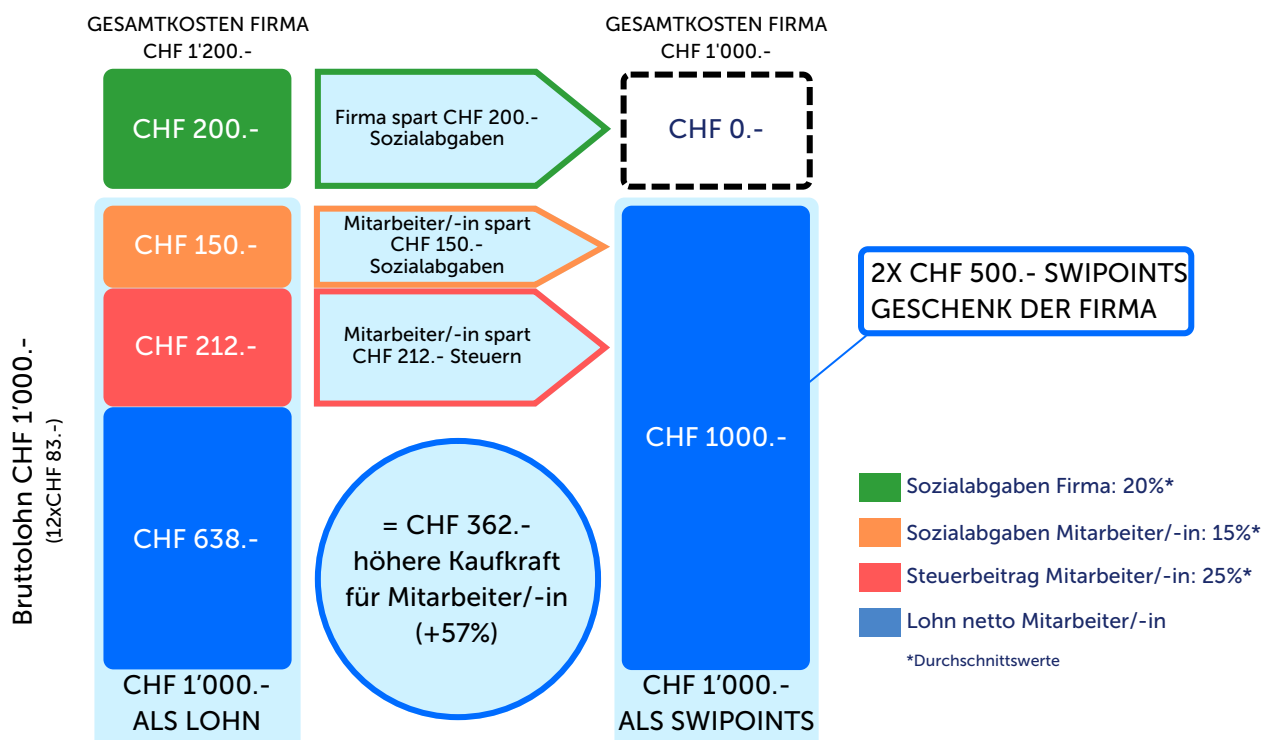 GESAMTKOSTEN FIRMA
CHF 1'200.-
GESAMTKOSTEN FIRMA
CHF 1'000.-
CHF 200.-
Firma spart CHF 200.-
Sozialabgaben
CHF 0.-
CHF 150.-
Mitarbeiter/-in spart
CHF 150.-
Sozialabgaben
CHF 212.-
Mitarbeiter/-in spart
CHF 212.- Steuern
2X CHF 500.- SWIPOINTS
GESCHENK DER FIRMA
Bruttolohn CHF 1’000.-
(12xCHF 83.-)
CHF 638.-
= CHF 362.-
höhere Kaufkraft
für Mitarbeiter/-in
(+57%)
CHF 1000.-
Sozialabgaben Firma: 20%*
Sozialabgaben Mitarbeiter/-in: 15%*
Steuerbeitrag Mitarbeiter/-in: 25%*
Lohn netto Mitarbeiter/-in
*Durchschnittswerte
CHF 1’000.-
ALS LOHN
CHF 1’000.-
ALS SWIPOINTS